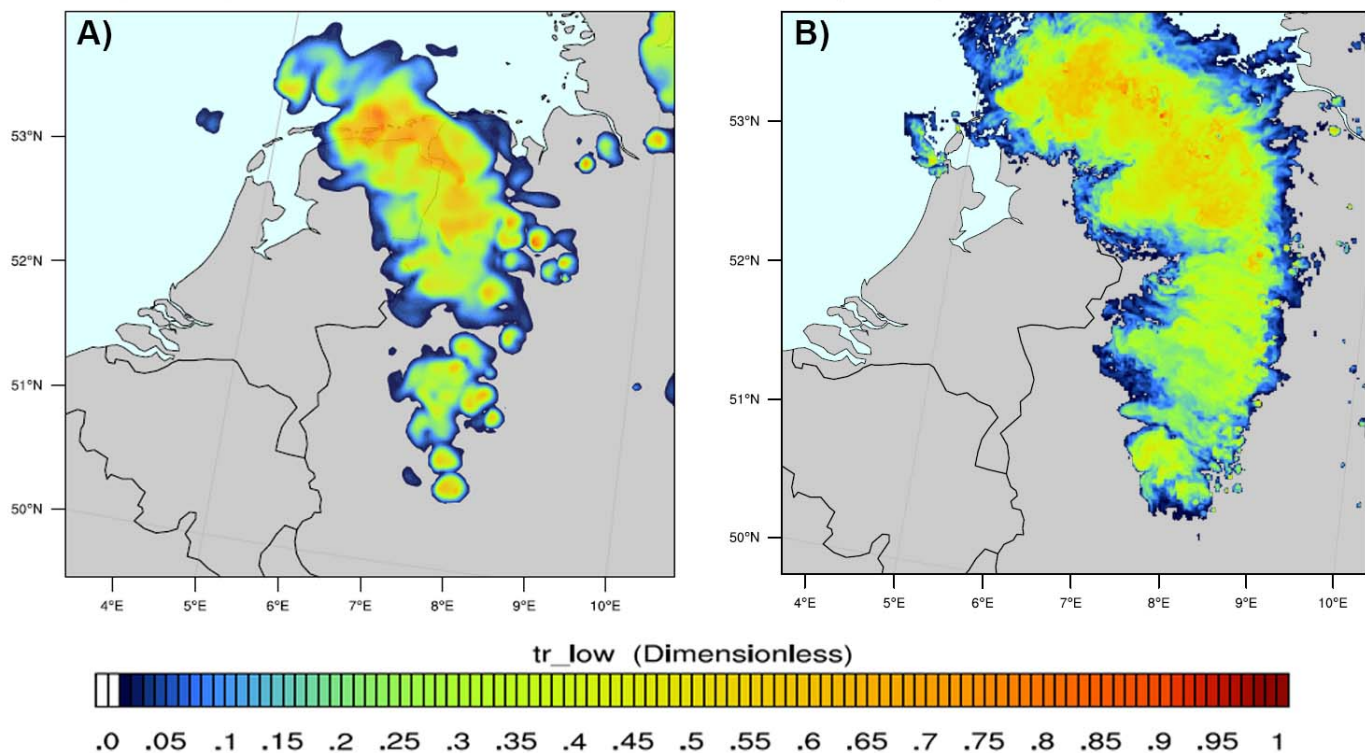 A)
B)
53°N
52°N
51°N
50°N
4°E 5°E 6°E 7°E 8°E 9°E 10°E
53°N
52°N
51°N
50°N
4°E 5°E 6°E 7°E 8°E 9°E 10°E
tr_low (Dimensionless)
.0 .05 .1 .15 .2 .25 .3 .35 .4 .45 .5 .55 .6 .65 .7 .75 .8 .85 .9 .95 1